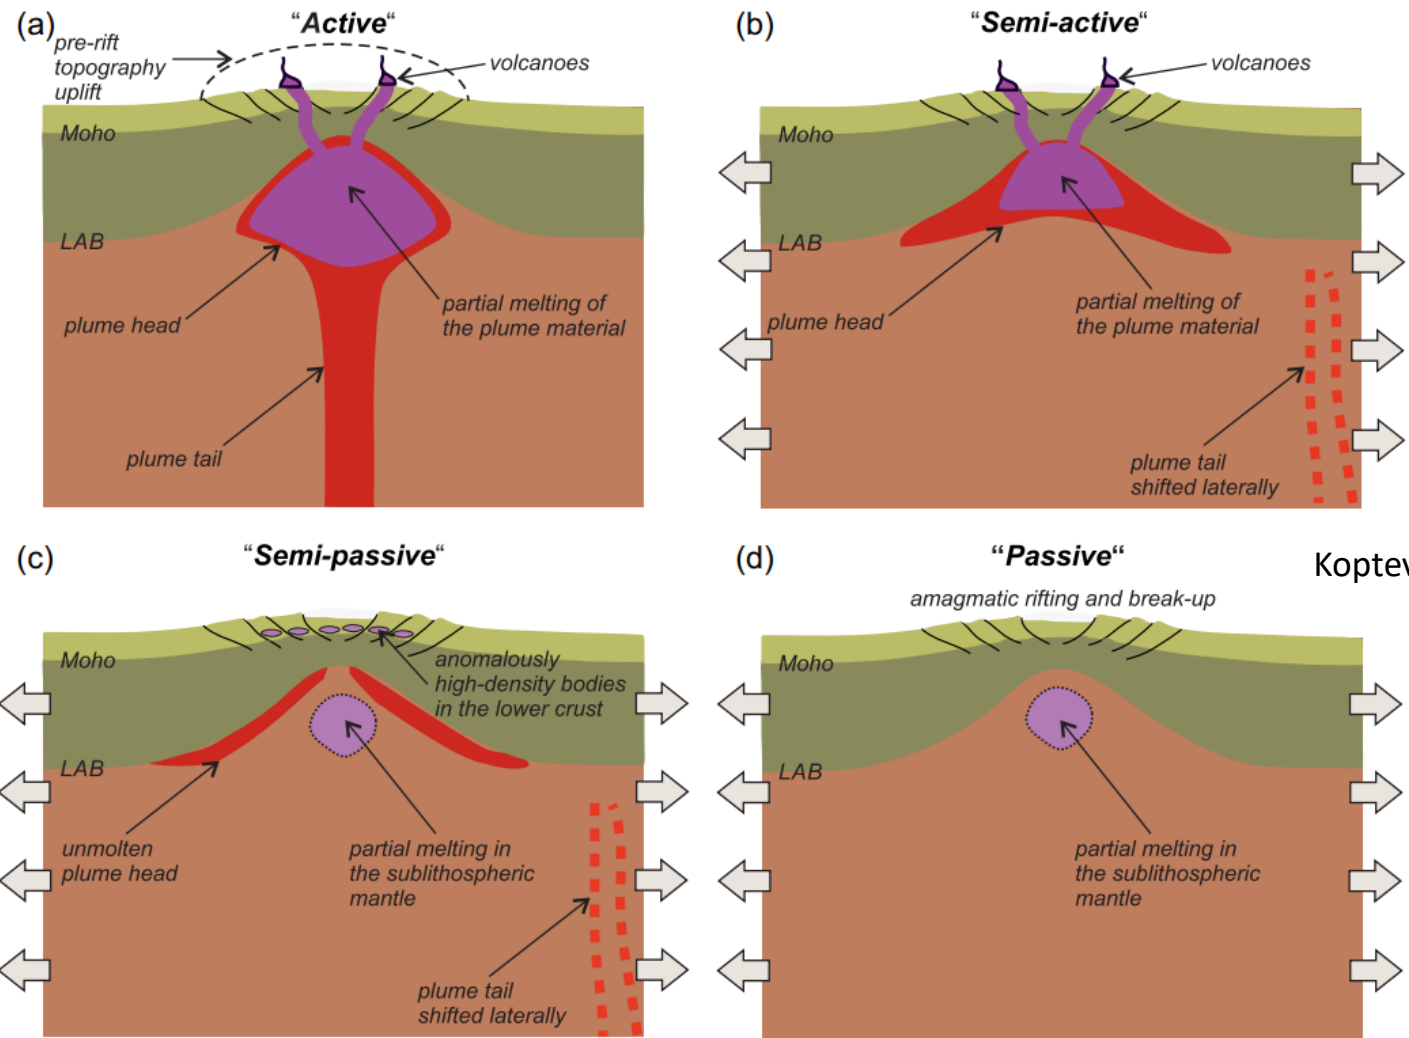 (a)
"Active"
pre-rift
topography
uplift
volcanoes
Moho
LAB
plume head
partial melting of
the plume material
plume tail
(b)
"Semi-active"
volcanoes
Moho
LAB
plume head
partial melting of
the plume material
plume tail
shifted laterally
(c)
"Semi-passive"
Moho
anomalously
high-density bodies
in the lower crust
LAB
unmolten
plume head
partial melting in
the sublithospheric
mantle
plume tail
shifted laterally
(d)
"Passive"
Koptev
amagmatic rifting and break-up
Moho
LAB
partial melting in
the sublithospheric
mantle